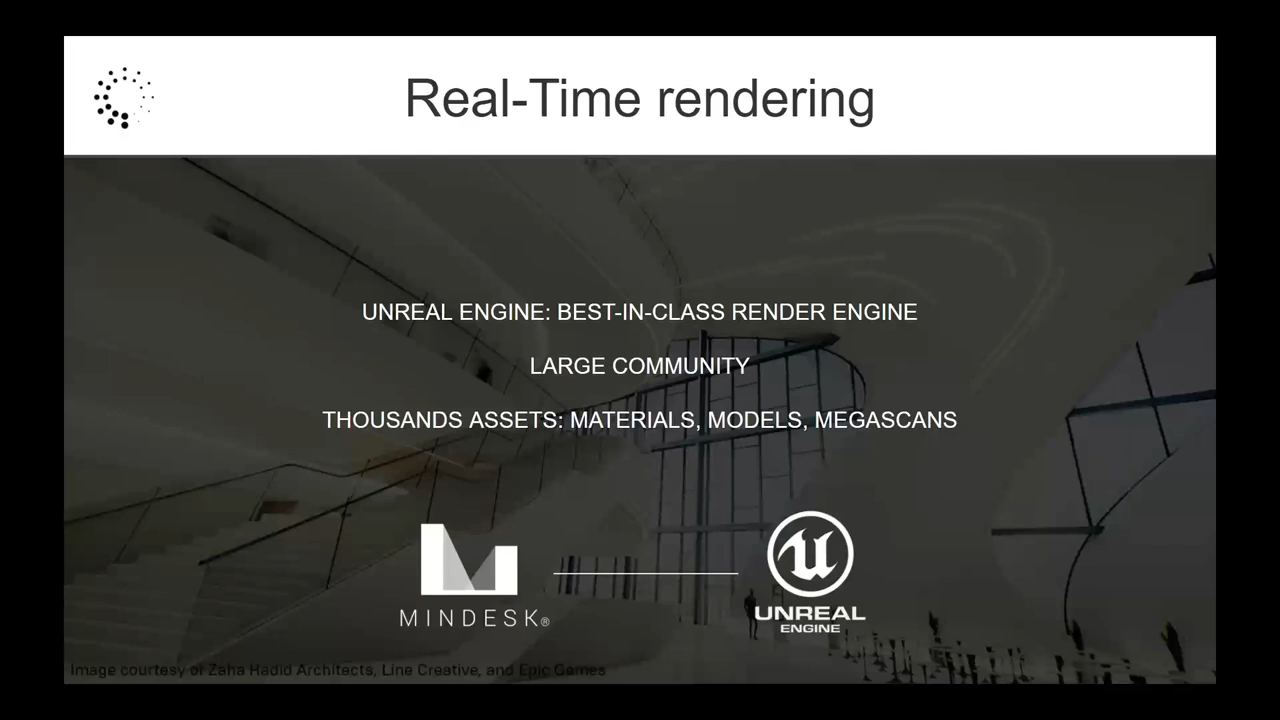 Real-Time rendering
UNREAL ENGINE: BEST-IN-CLASS RENDER ENGINE
LARGE COMMUNITY
THOUSANDS ASSETS: MATERIALS, MODELS, MEGASCANS
MINDESK®
UNREAL
ENGINE
Image courtesy of Zaha Hadid Architects, Line Creative, and Epic Games